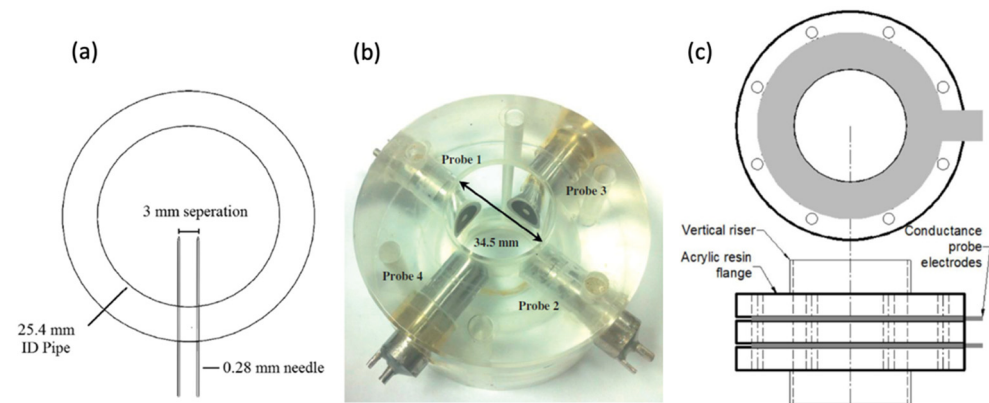 (a)
3 mm seperation
25.4 mm
ID Pipe
0.28 mm needle
(b)
Probe 1
Probe 3
34.5 mm
Probe 4
Probe 2
(c)
Vertical riser
Acrylic resin
flange
Conductance
probe
electrodes